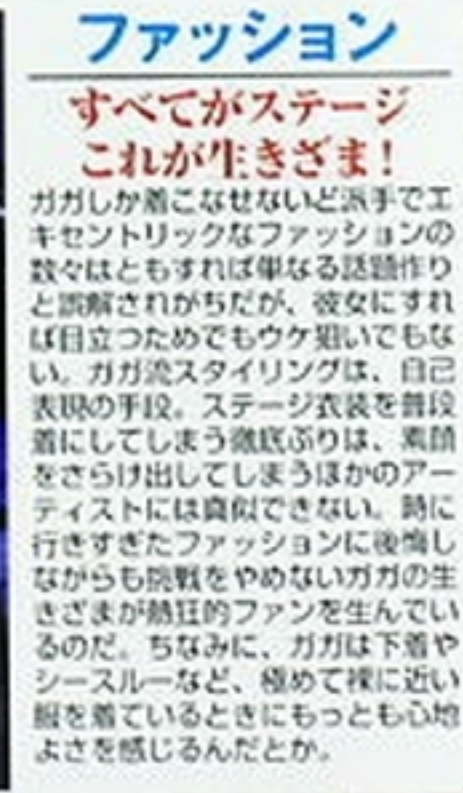 ファッション
すべてがステージ
これが生きざま!
ガガしか着こなせないど派手でエ
キセントリックなファッションの
数々はともすれば単なる話題作り
と誤解されがちだが、彼女にすれ
ば目立つためでもウケ狙いでもな
い。ガガ流スタイリングは、自己
表現の手段。ステージ衣装を普段
着にしてしまう徹底ぶりは、素顔
をさらけ出してしまうほかのアー
ティストには真似できない。時に
行きすぎたファッションに後悔し
ながらも挑戦をやめないガガの生
きざまが熱狂的ファンを生んでい
るのだ。ちなみに、ガガは下着や
シースルーなど、極めて裸に近い
服を着ているときにもっとも心地
よさを感じるんだとか。